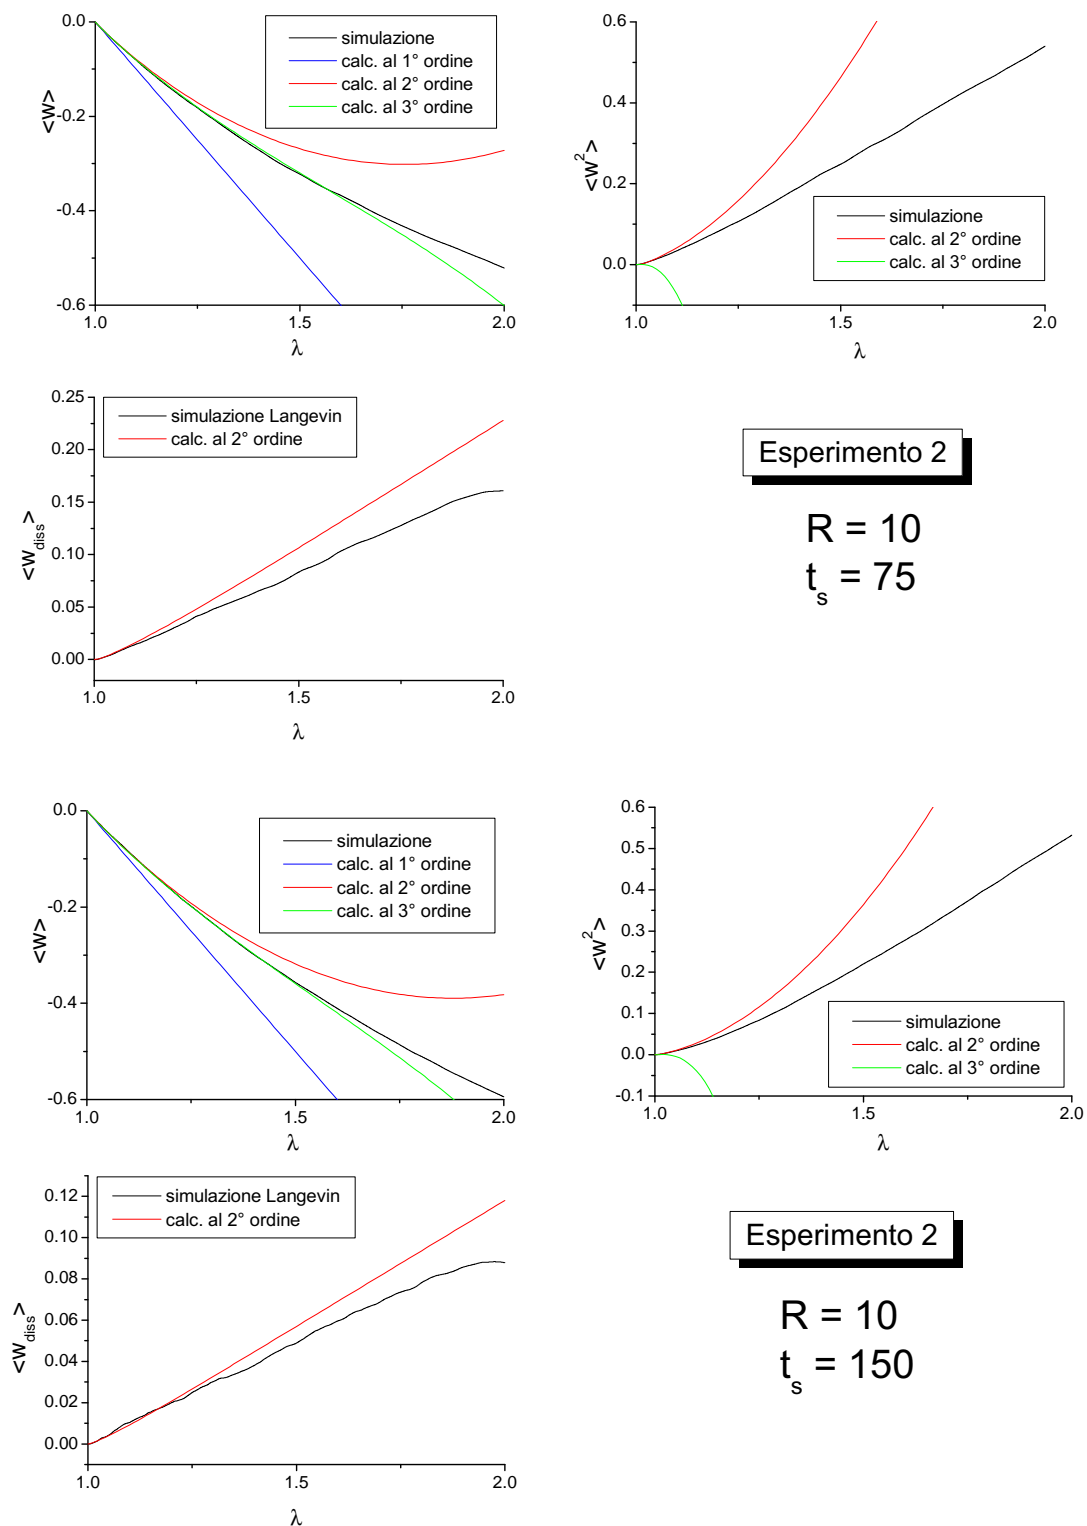 0.0
-0.2
-0.4
-0.6
<w>
simulazione
calc. al 1° ordine
calc. al 2° ordine
calc. al 3° ordine
1.0 1.5 2.0
λ
0.6
0.4
0.2
0.0
<w²>
simulazione
calc. al 2° ordine
calc. al 3° ordine
1.0 1.5 2.0
λ
0.25
0.20
0.15
0.10
0.05
0.00
<w_diss>
simulazione Langevin
calc. al 2° ordine
1.0 1.5 2.0
λ
Esperimento 2
R = 10
t_s = 75
0.0
-0.2
-0.4
-0.6
<w>
simulazione
calc. al 1° ordine
calc. al 2° ordine
calc. al 3° ordine
1.0 1.5 2.0
λ
0.6
0.5
0.4
0.3
0.2
0.1
0.0
-0.1
<w²>
simulazione
calc. al 2° ordine
calc. al 3° ordine
1.0 1.5 2.0
λ
0.12
0.10
0.08
0.06
0.04
0.02
0.00
<w_diss>
simulazione Langevin
calc. al 2° ordine
1.0 1.5 2.0
λ
Esperimento 2
R = 10
t_s = 150